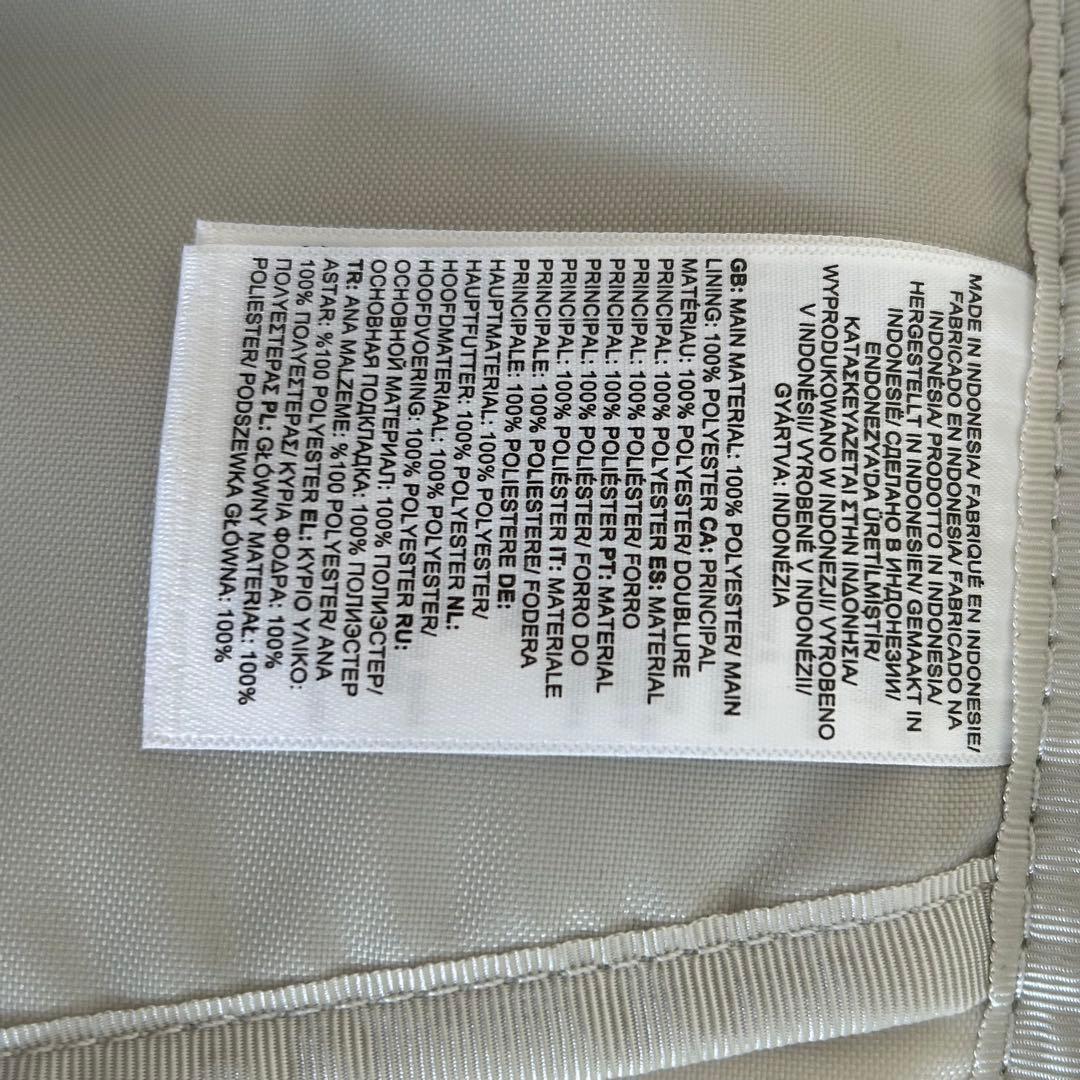 MADE IN INDONESIA/ FABRIQUÉ EN INDONESIE/
FABRICADO EN INDONESIA/ FABRICADO NA
INDONÉSIA/ PRODOTTO IN INDONESIA/
HERGESTELLT IN INDONESIEN/ GEMAAKT IN
INDONESIË/ СДЕЛАНО В ИНДОНЕЗИИ/
ENDONEZYADA ÜRETİLMİŞTİR/
ΚΑΤΑΣΚΕΥΑΖΕΤΑΙ ΣΤΗΝ ΙΝΔΟΝΗΣΙΑ/
WYPRODUKOWANO W INDONEZJI/ VYROBENO
V INDONÉSII/ VYROBENÉ V INDONÉZII/
GYÁRTVA: INDONÉZIA
GB: MAIN MATERIAL: 100% POLYESTER/ MAIN
LINING: 100% POLYESTER CA: PRINCIPAL
MATÉRIAU: 100% POLYESTER/ DOUBLURE
PRINCIPAL: 100% POLYESTER ES: MATERIAL
PRINCIPAL: 100% POLIÉSTER/ FORRO
PRINCIPAL: 100% POLIÉSTER PT: MATERIAL
PRINCIPAL: 100% POLIÉSTER/ FORRO DO
PRINCIPAL: 100% POLIÉSTER IT: MATERIALE
PRINCIPALE: 100% POLIESTERE/ FODERA
PRINCIPALE: 100% POLIESTERE DE:
HAUPTMATERIAL: 100% POLYESTER/
HAUPTFUTTER: 100% POLYESTER NL:
HOOFDMATERIAAL: 100% POLYESTER/
HOOFDVOERING: 100% POLYESTER RU:
ОСНОВНОЙ МАТЕРИАЛ: 100% ПОЛИЭСТЕР/
ОСНОВНАЯ ПОДКЛАДКА: 100% ПОЛИЭСТЕР
TR: ANA MALZEME: %100 POLYESTER/ ANA
ASTAR: %100 POLYESTER EL: ΚΥΡΙΟ ΥΛΙΚΟ:
100% ΠΟΛΥΕΣΤΕΡΑΣ/ ΚΥΡΙΑ ΦΟΔΡΑ: 100%
ΠΟΛΥΕΣΤΕΡΑΣ PL: GŁÓWNY MATERIAL: 100%
POLIESTER/ PODSZEWKA GŁÓWNA: 100%